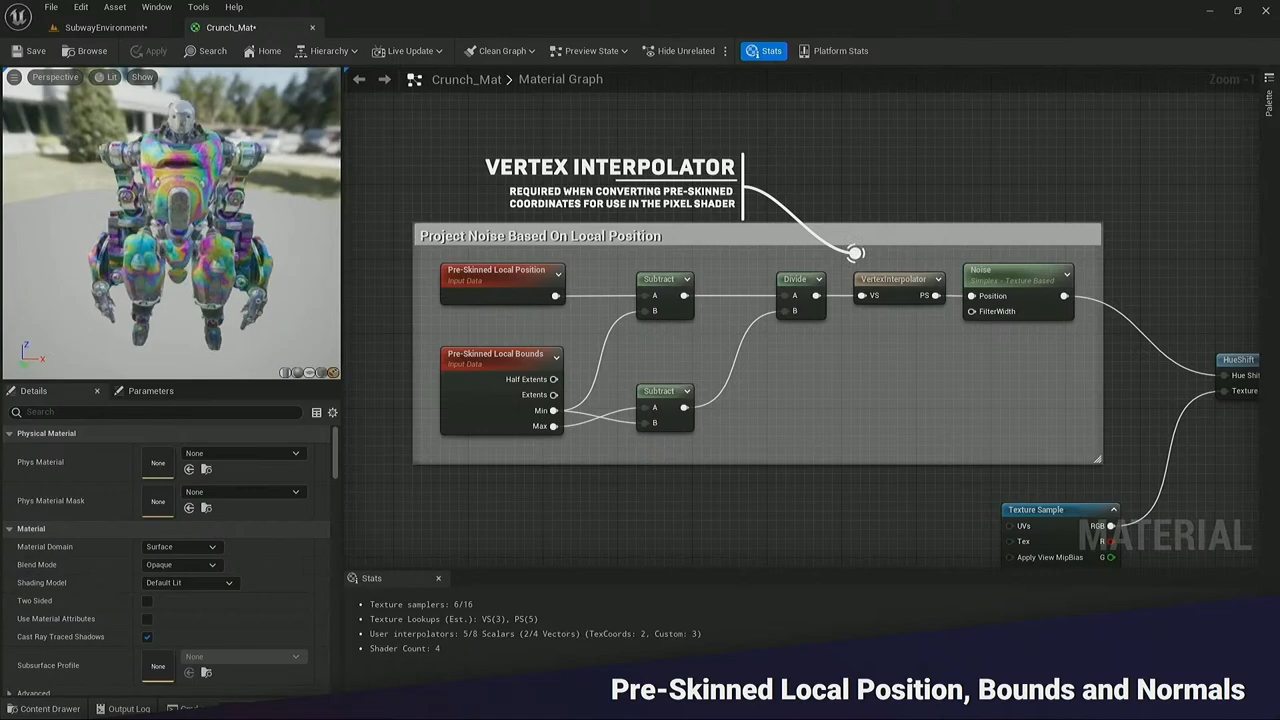 File Edit Asset Window Tools Help
SubwayEnvironment*
Crunch_Mat*
Save Browse Apply Search Home Hierarchy Live Update Clean Graph Preview State Hide Unrelated Stats Platform Stats
Perspective Lit Show
Crunch_Mat > Material Graph
Zoom -1
Palette
VERTEX INTERPOLATOR
REQUIRED WHEN CONVERTING PRE-SKINNED
COORDINATES FOR USE IN THE PIXEL SHADER
Project Noise Based On Local Position
Pre-Skinned Local Position
Input Data
Subtract
A
B
Divide
A
B
VertexInterpolator
VS PS
Noise
Simplex - Texture Based
Position
FilterWidth
Pre-Skinned Local Bounds
Input Data
Half Extents
Extents
Min
Max
Subtract
A
B
HueShift
Hue Shi
Texture
Texture Sample
UVs RGB
Tex R
Apply View MipBias G
MATERIAL
Z
X
Details
Parameters
Search
Physical Material
Phys Material None None
Phys Material Mask None None
Material
Material Domain Surface
Blend Mode Opaque
Shading Model Default Lit
Two Sided
Use Material Attributes
Cast Ray Traced Shadows
Subsurface Profile None None
Advanced
Stats
Texture samplers: 6/16
Texture Lookups (Est.): VS(3), PS(5)
User interpolators: 5/8 Scalars (2/4 Vectors) (TexCoords: 2, Custom: 3)
Shader Count: 4
Content Drawer Output Log
Pre-Skinned Local Position, Bounds and Normals